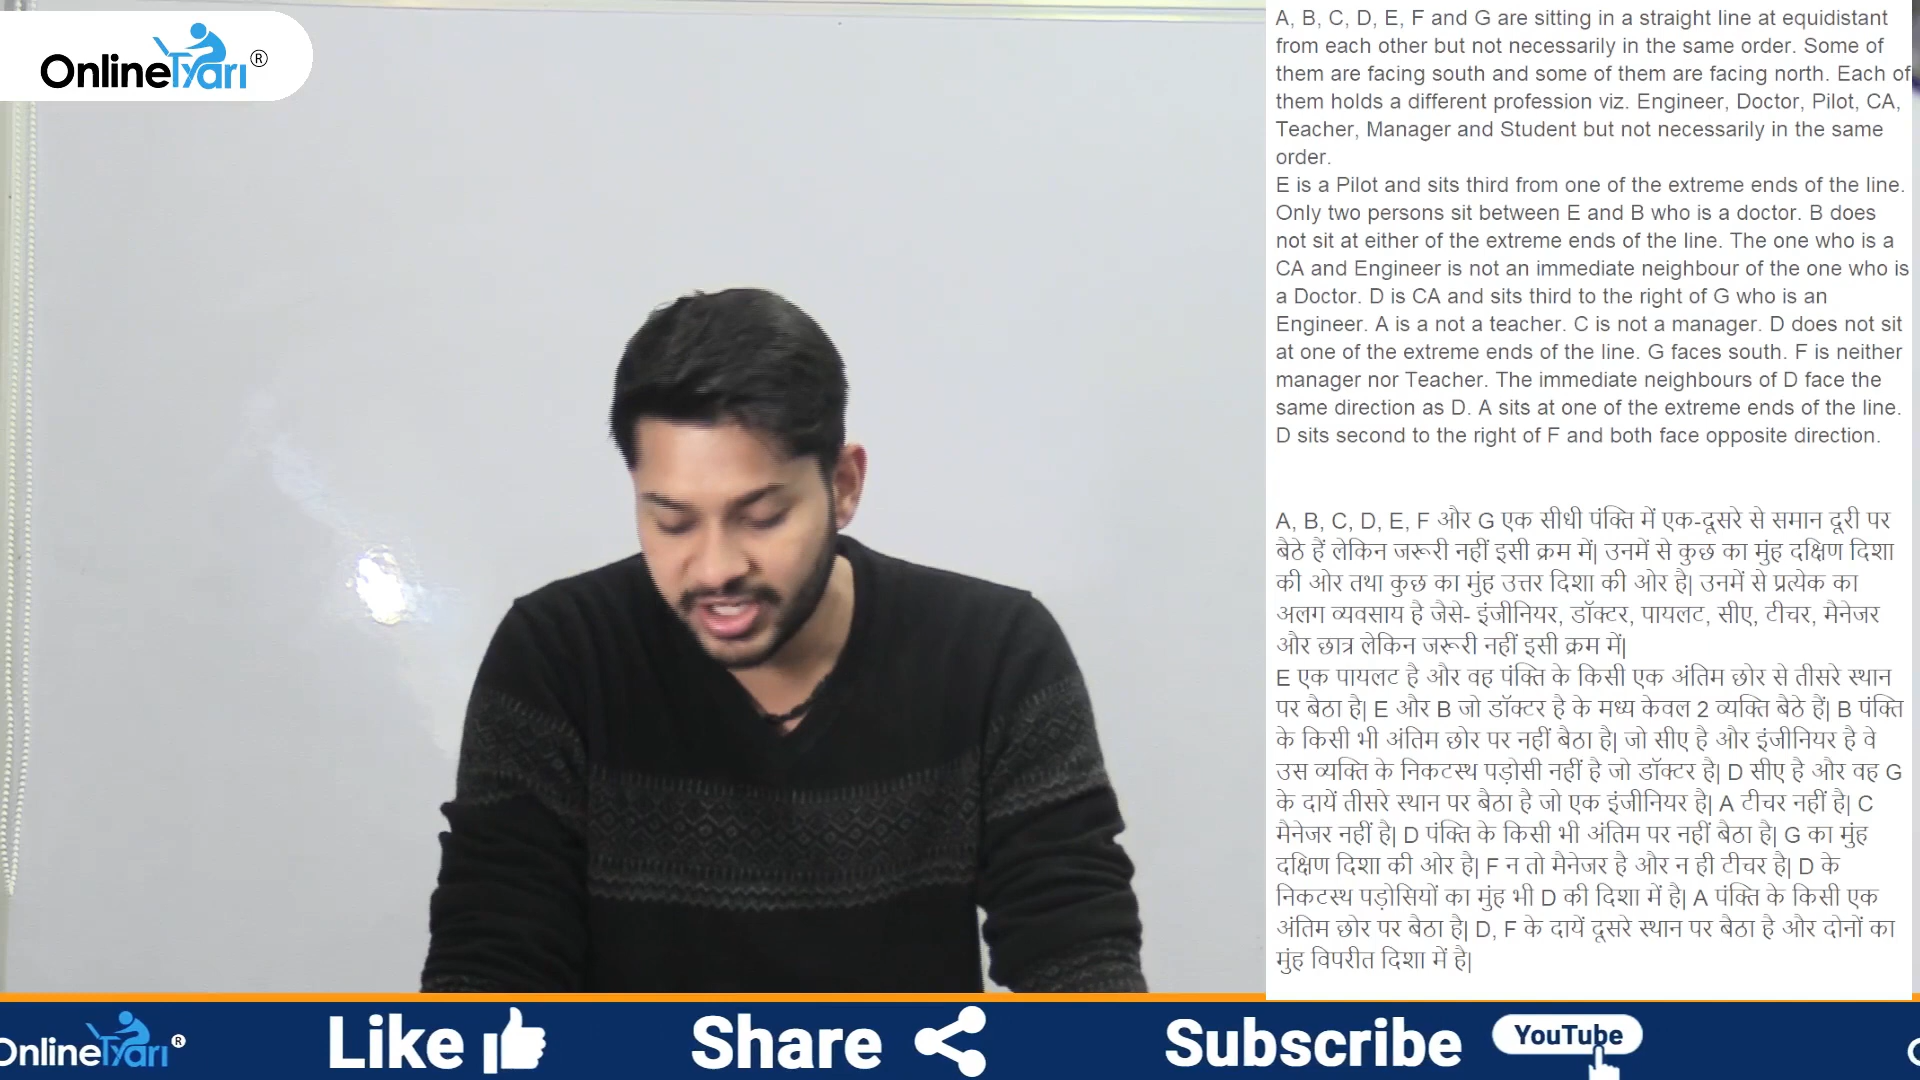 OnlineTyari®
A, B, C, D, E, F and G are sitting in a straight line at equidistant
from each other but not necessarily in the same order. Some of
them are facing south and some of them are facing north. Each of
them holds a different profession viz. Engineer, Doctor, Pilot, CA,
Teacher, Manager and Student but not necessarily in the same
order.
E is a Pilot and sits third from one of the extreme ends of the line.
Only two persons sit between E and B who is a doctor. B does
not sit at either of the extreme ends of the line. The one who is a
CA and Engineer is not an immediate neighbour of the one who is
a Doctor. D is CA and sits third to the right of G who is an
Engineer. A is a not a teacher. C is not a manager. D does not sit
at one of the extreme ends of the line. G faces south. F is neither
manager nor Teacher. The immediate neighbours of D face the
same direction as D. A sits at one of the extreme ends of the line.
D sits second to the right of F and both face opposite direction.
A, B, C, D, E, F और G एक सीधी पंक्ति में एक-दूसरे से समान दूरी पर
बैठे हैं लेकिन जरूरी नहीं इसी क्रम में| उनमें से कुछ का मुंह दक्षिण दिशा
की ओर तथा कुछ का मुंह उत्तर दिशा की ओर है| उनमें से प्रत्येक का
अलग व्यवसाय है जैसे- इंजीनियर, डॉक्टर, पायलट, सीए, टीचर, मैनेजर
और छात्र लेकिन जरूरी नहीं इसी क्रम में|
E एक पायलट है और वह पंक्ति के किसी एक अंतिम छोर से तीसरे स्थान
पर बैठा है| E और B जो डॉक्टर है के मध्य केवल 2 व्यक्ति बैठे हैं| B पंक्ति
के किसी भी अंतिम छोर पर नहीं बैठा है| जो सीए है और इंजीनियर है वे
उस व्यक्ति के निकटस्थ पड़ोसी नहीं है जो डॉक्टर है| D सीए है और वह G
के दायें तीसरे स्थान पर बैठा है जो एक इंजीनियर है| A टीचर नहीं है| C
मैनेजर नहीं है| D पंक्ति के किसी भी अंतिम पर नहीं बैठा है| G का मुंह
दक्षिण दिशा की ओर है| F न तो मैनेजर है और न ही टीचर है| D के
निकटस्थ पड़ोसियों का मुंह भी D की दिशा में है| A पंक्ति के किसी एक
अंतिम छोर पर बैठा है| D, F के दायें दूसरे स्थान पर बैठा है और दोनों का
मुंह विपरीत दिशा में है|
OnlineTyari® Like Share Subscribe YouTube